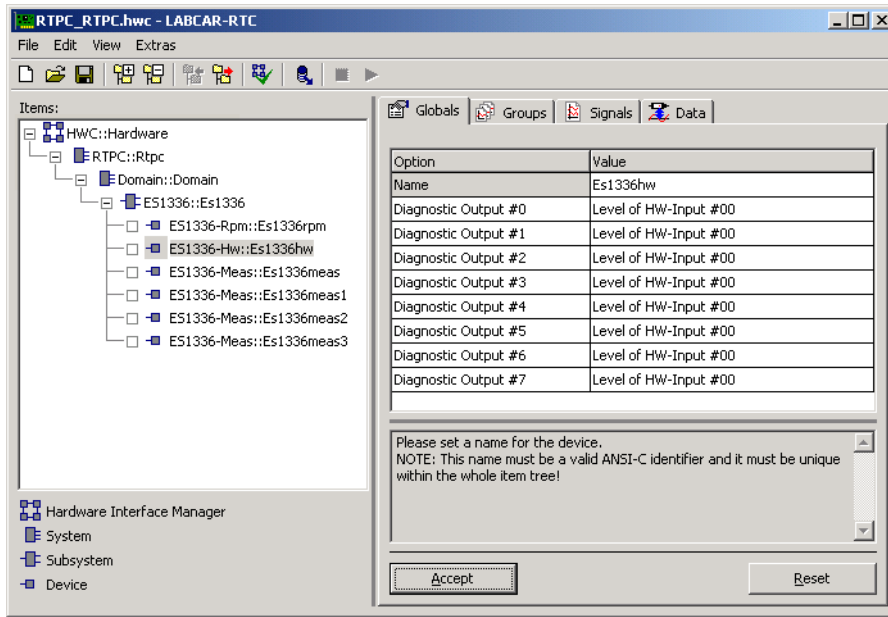 RTPC_RTPC.hwc - LABCAR-RTC
File Edit View Extras
Items:
HWC::Hardware
RTPC::Rtpc
Domain::Domain
ES1336::Es1336
ES1336-Rpm::Es1336rpm
ES1336-Hw::Es1336hw
ES1336-Meas::Es1336meas
ES1336-Meas::Es1336meas1
ES1336-Meas::Es1336meas2
ES1336-Meas::Es1336meas3
Hardware Interface Manager
System
Subsystem
Device
Globals Groups Signals Data
Option Value
Name Es1336hw
Diagnostic Output #0 Level of HW-Input #00
Diagnostic Output #1 Level of HW-Input #00
Diagnostic Output #2 Level of HW-Input #00
Diagnostic Output #3 Level of HW-Input #00
Diagnostic Output #4 Level of HW-Input #00
Diagnostic Output #5 Level of HW-Input #00
Diagnostic Output #6 Level of HW-Input #00
Diagnostic Output #7 Level of HW-Input #00
Please set a name for the device.
NOTE: This name must be a valid ANSI-C identifier and it must be unique
within the whole item tree!
Accept Reset